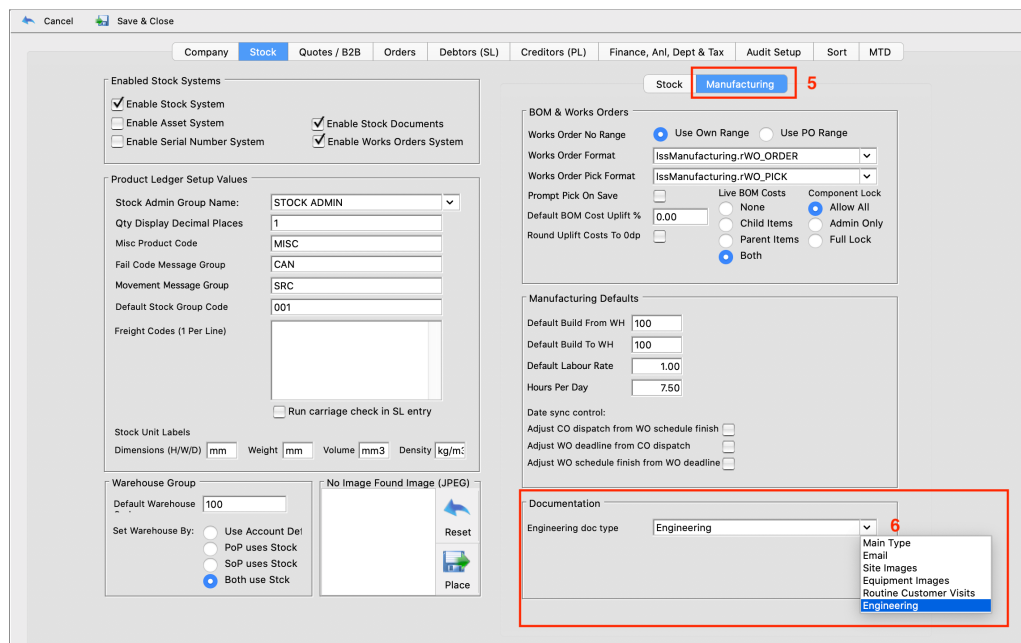 Cancel Save & Close
Company Stock Quotes / B2B Orders Debtors (SL) Creditors (PL) Finance, Anl, Dept & Tax Audit Setup Sort MTD
Enabled Stock Systems
Enable Stock System
Enable Asset System Enable Stock Documents
Enable Serial Number System Enable Works Orders System
Product Ledger Setup Values
Stock Admin Group Name: STOCK ADMIN
Qty Display Decimal Places 1
Misc Product Code MISC
Fail Code Message Group CAN
Movement Message Group SRC
Default Stock Group Code 001
Freight Codes (1 Per Line)
Run carriage check in SL entry
Stock Unit Labels
Dimensions (H/W/D) mm Weight mm Volume mm3 Density kg/m
Warehouse Group
Default Warehouse 100
Set Warehouse By: Use Account Def
PoP uses Stock
SoP uses Stock
Both use Stck
No Image Found Image (JPEG)
Reset
Place
Stock Manufacturing 5
BOM & Works Orders
Works Order No Range Use Own Range Use PO Range
Works Order Format lssManufacturing.rWO_ORDER
Works Order Pick Format lssManufacturing.rWO_PICK
Prompt Pick On Save Live BOM Costs Component Lock
None Allow All
Default BOM Cost Uplift % 0.00 Child Items Admin Only
Round Uplift Costs To 0dp Parent Items Full Lock
Both
Manufacturing Defaults
Default Build From WH 100
Default Build To WH 100
Default Labour Rate 1.00
Hours Per Day 7.50
Date sync control:
Adjust CO dispatch from WO schedule finish
Adjust WO deadline from CO dispatch
Adjust WO schedule finish from WO deadline
Documentation
Engineering doc type Engineering 6
Main Type
Email
Site Images
Equipment Images
Routine Customer Visits
Engineering